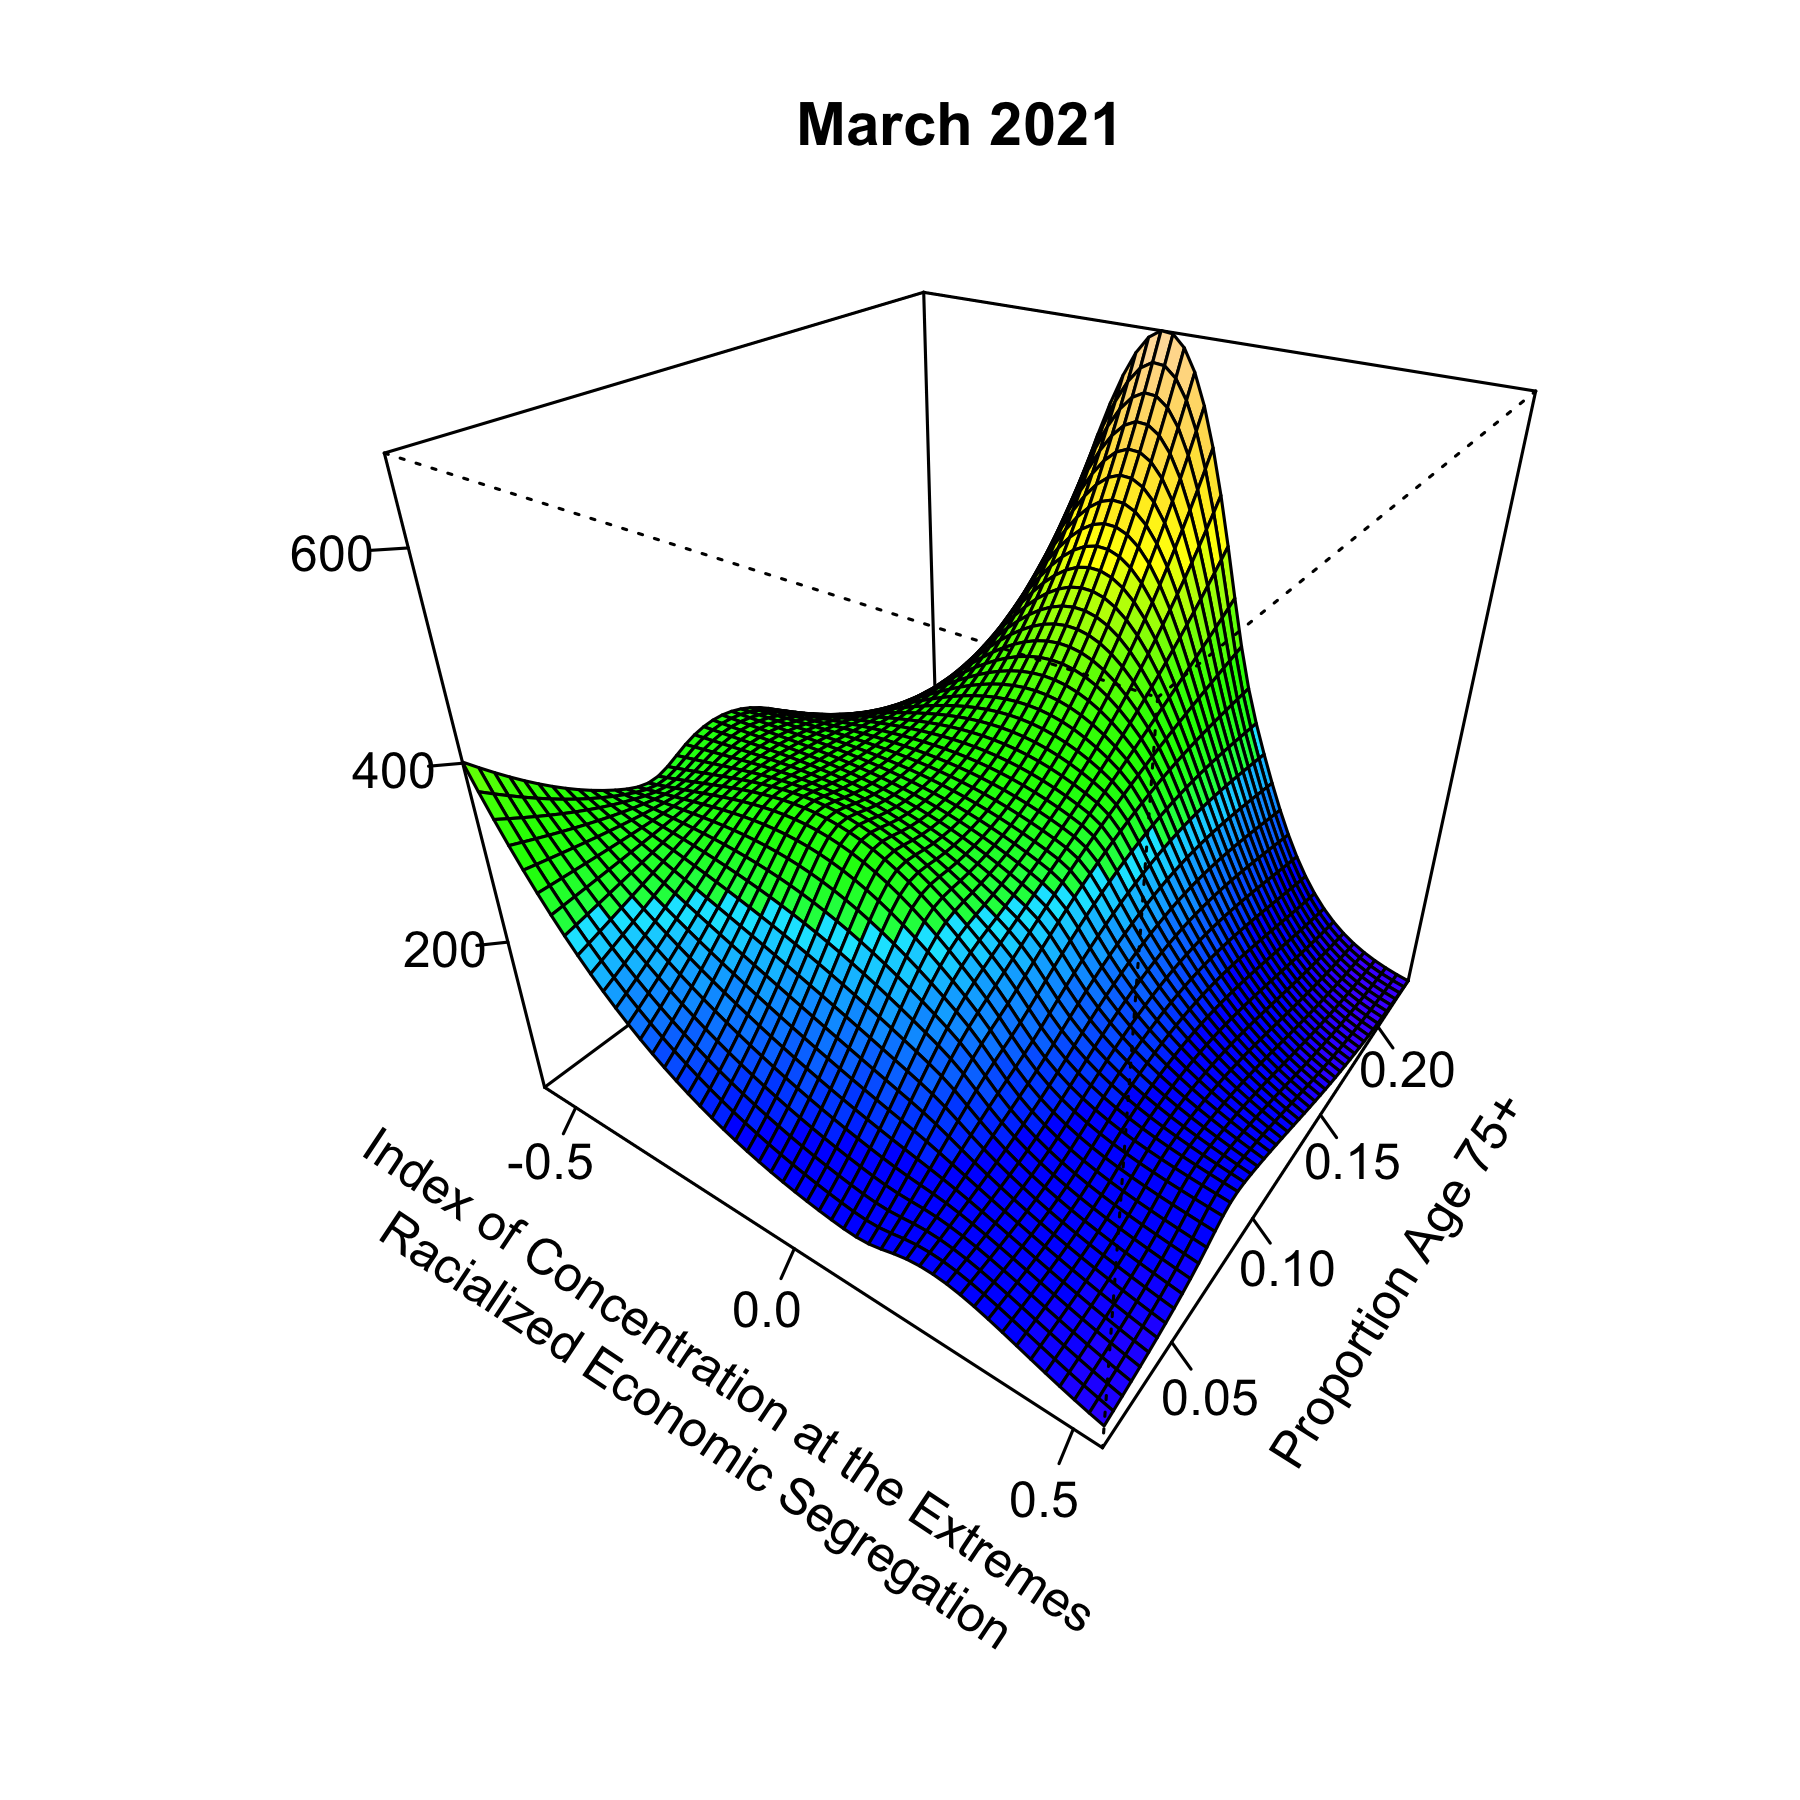 March 2021
600
400
200
-0.5
0.0
0.5
0.05
0.10
0.15
0.20
Index of Concentration at the Extremes
Racialized Economic Segregation
Proportion Age 75+